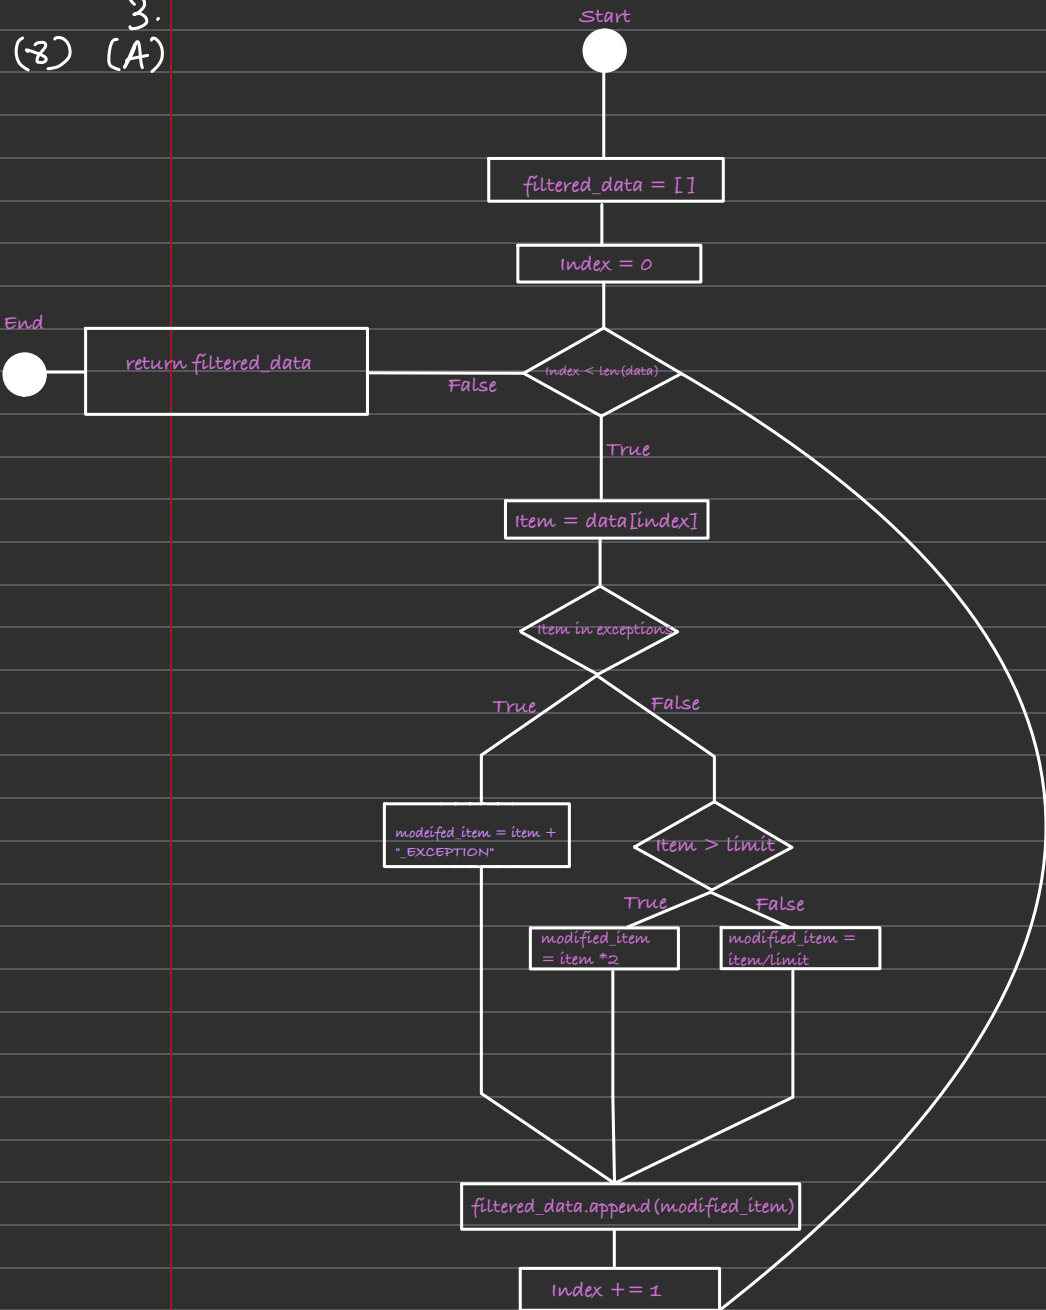 3.
(8) (A)
Start
filtered_data = []
Index = 0
End
return filtered_data
False
Index < len(data)
True
Item = data[index]
Item in exceptions
True
False
modeifed_item = item +
"_EXCEPTION"
Item > limit
True
False
modified_item
= item *2
modified_item =
item/limit
filtered_data.append(modified_item)
Index += 1